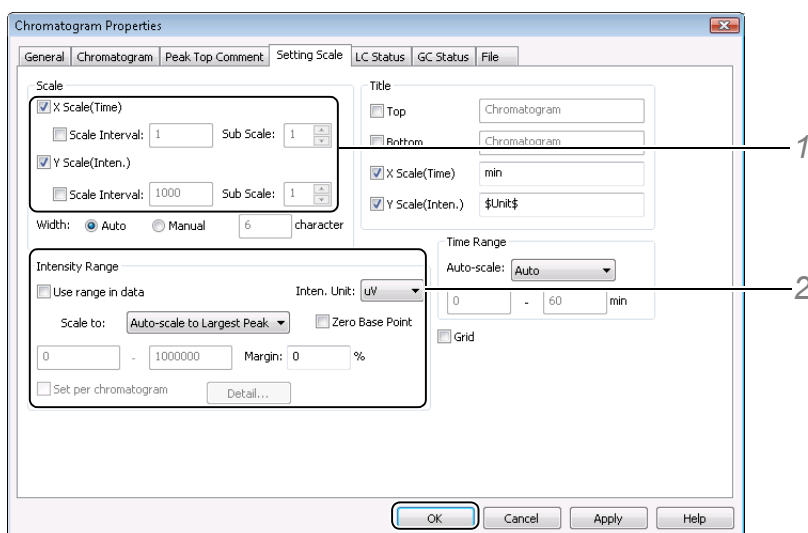 Chromatogram Properties
General Chromatogram Peak Top Comment Setting Scale LC Status GC Status File
Scale
X Scale(Time)
Scale Interval: 1 Sub Scale: 1
Y Scale(Inten.)
Scale Interval: 1000 Sub Scale: 1
Width: Auto Manual 6 character
Title
Top Chromatogram
Bottom Chromatogram
X Scale(Time) min
Y Scale(Inten.) $Unit$
1
Intensity Range
Use range in data Inten. Unit: uV
Scale to: Auto-scale to Largest Peak Zero Base Point
0 - 1000000 Margin: 0 %
Set per chromatogram Detail...
Time Range
Auto-scale: Auto
0 - 60 min
Grid
2
OK Cancel Apply Help